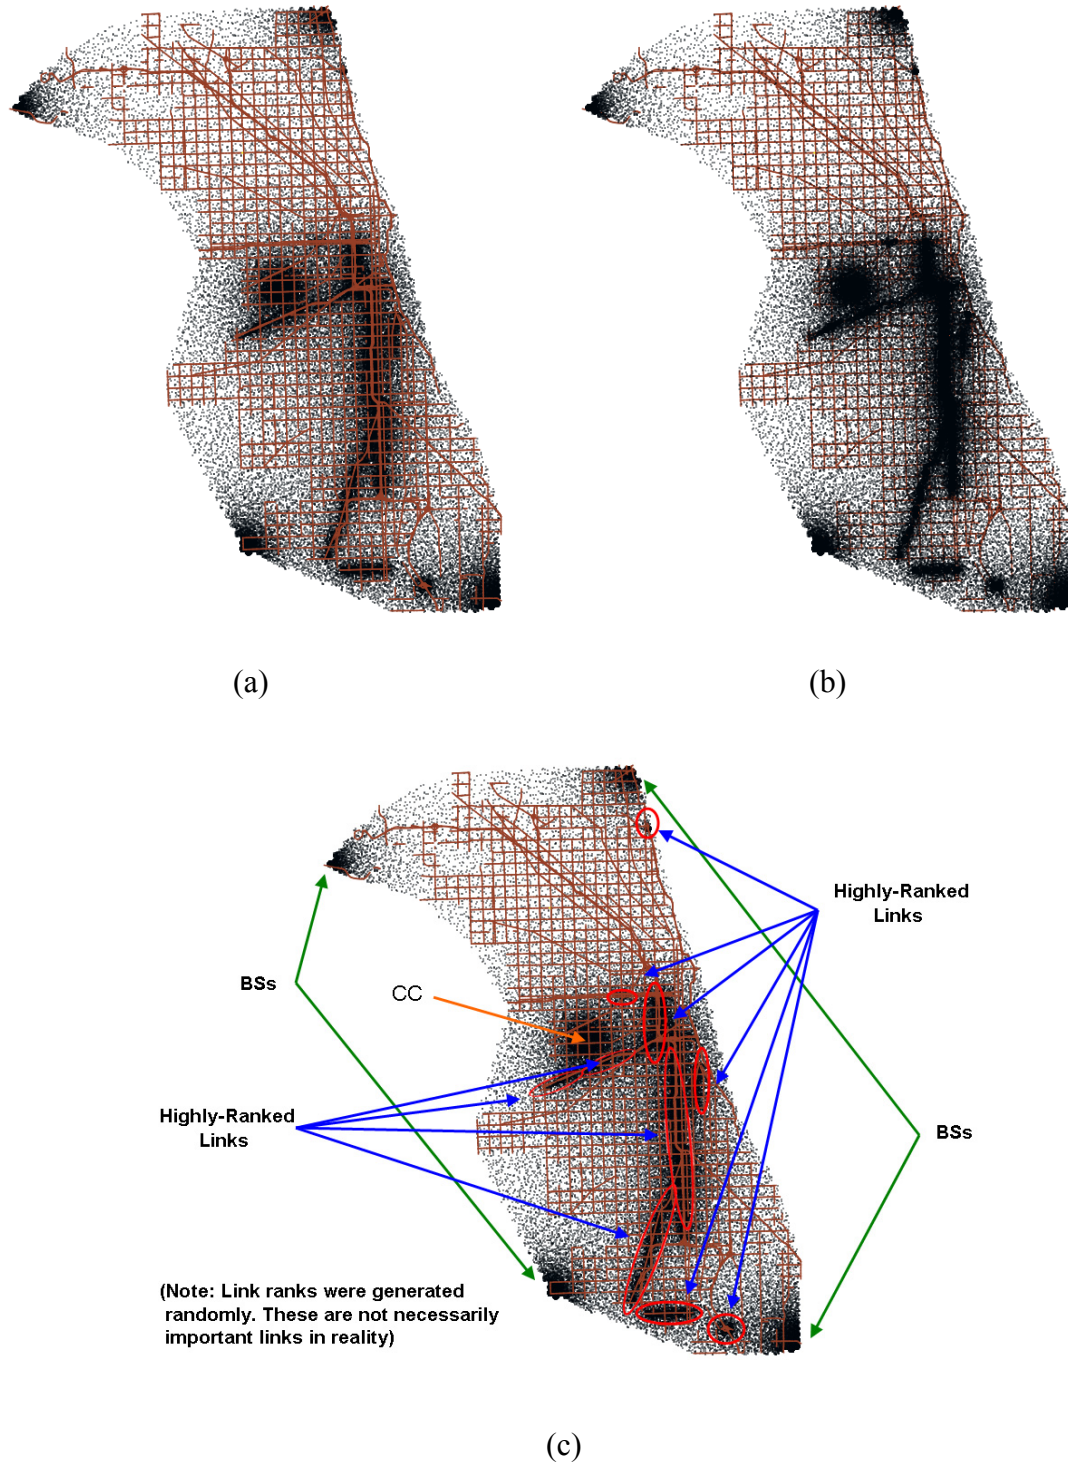 (a)
(b)
Highly-Ranked
Links
BSs
CC
Highly-Ranked
Links
BSs
(Note: Link ranks were generated
randomly. These are not necessarily
important links in reality)
(c)